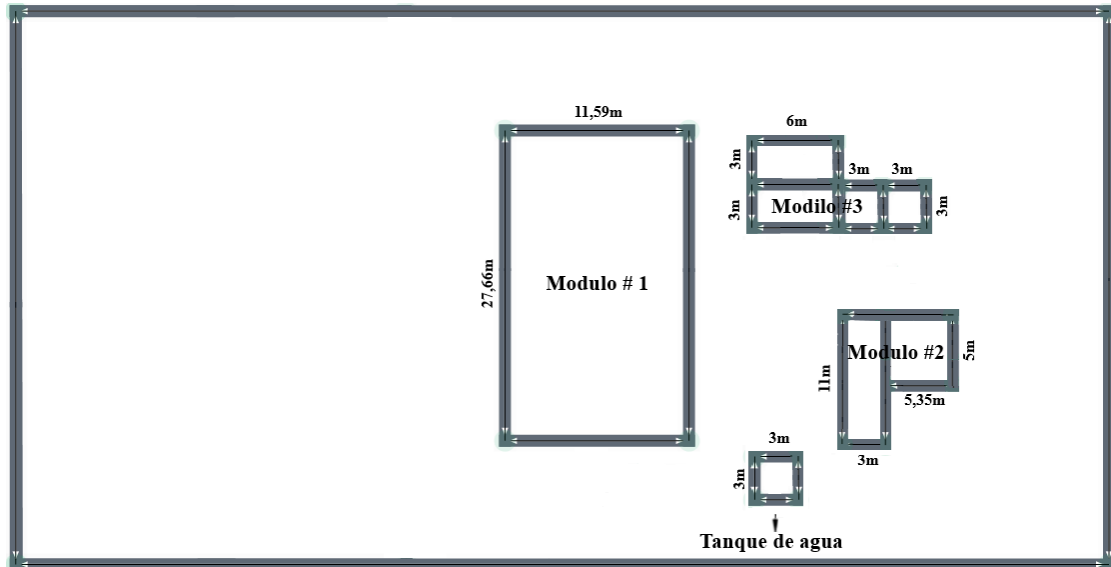 11,59m
6m
3m
3m
3m
3m
Modilo #3
3m
27,66m
Modulo # 1
Modulo #2
5m
11m
5,35m
3m
3m
3m
Tanque de agua